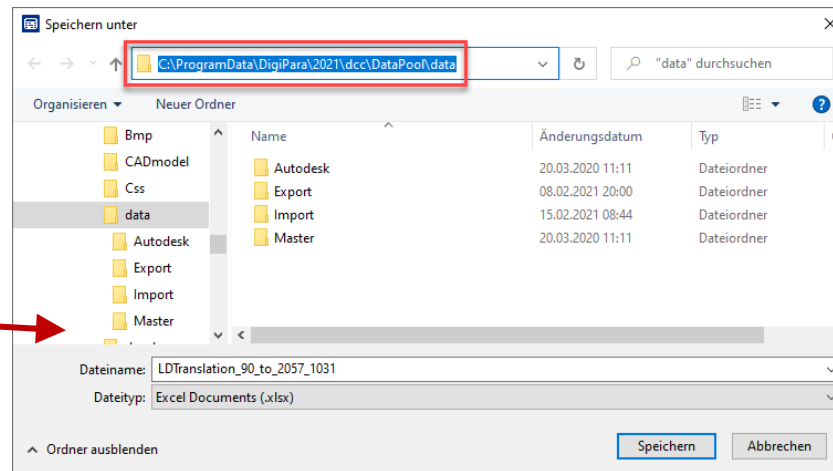 Speichern unter
C:\ProgramData\DigiPara\2021\dcc\DataPool\data
"data" durchsuchen
Organisieren
Neuer Ordner
Name Änderungsdatum Typ
Bmp
CADmodel
Css
data
Autodesk
Export
Import
Master
Autodesk 20.03.2020 11:11 Dateiordner
Export 08.02.2021 20:00 Dateiordner
Import 15.02.2021 08:44 Dateiordner
Master 20.03.2020 11:11 Dateiordner
Dateiname: LDTranslation_90_to_2057_1031
Dateityp: Excel Documents (.xlsx)
Ordner ausblenden
Speichern Abbrechen